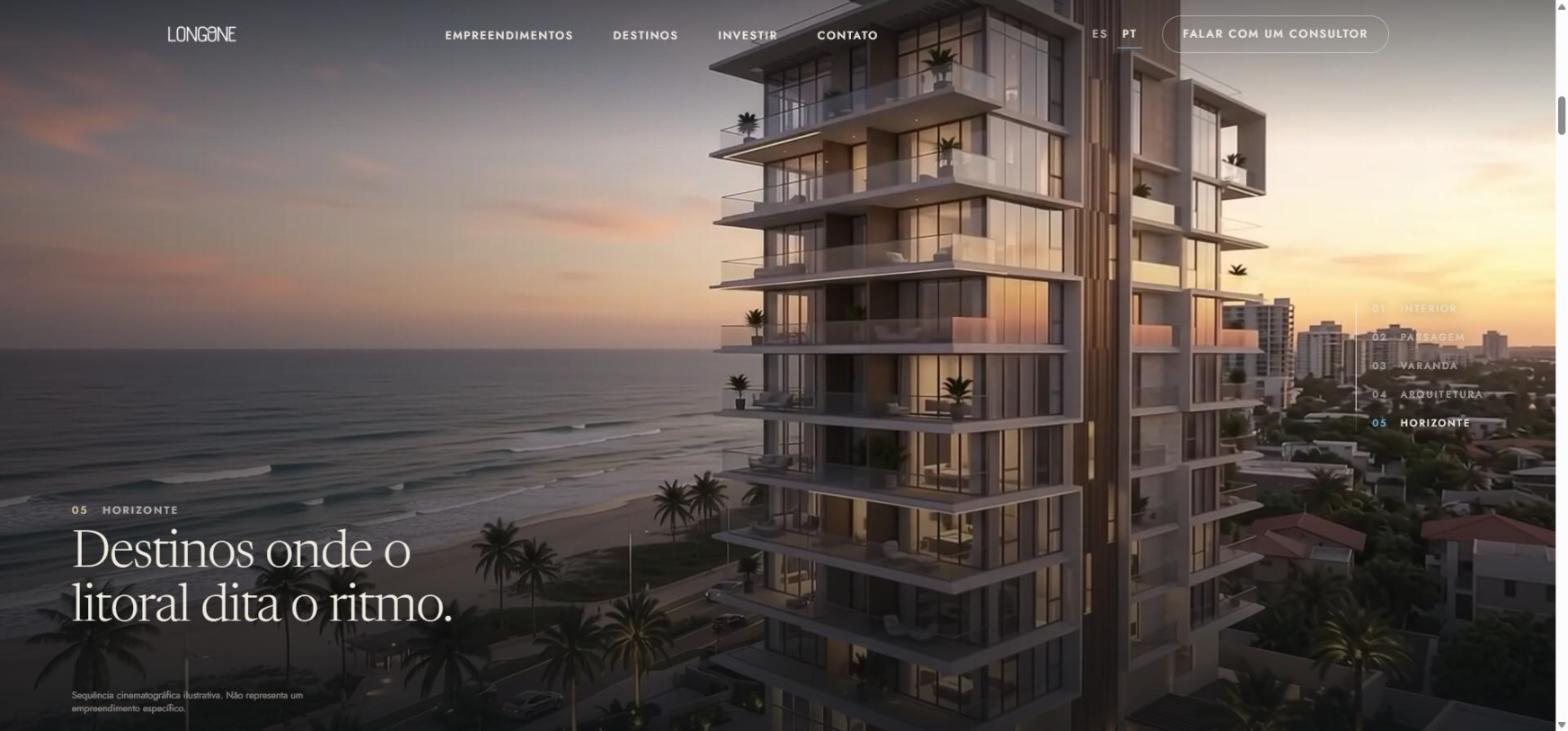 LONGONE
EMPREENDIMENTOS
DESTINOS
INVESTIR
CONTATO
ES
PT
FALAR COM UM CONSULTOR
01 INTERIOR
02 PASSAGEM
03 VARANDA
04 ARQUITETURA
05 HORIZONTE
05 HORIZONTE
Destinos onde o
litoral dita o ritmo.
Sequência cinematográfica ilustrativa. Não representa um
empreendimento específico.